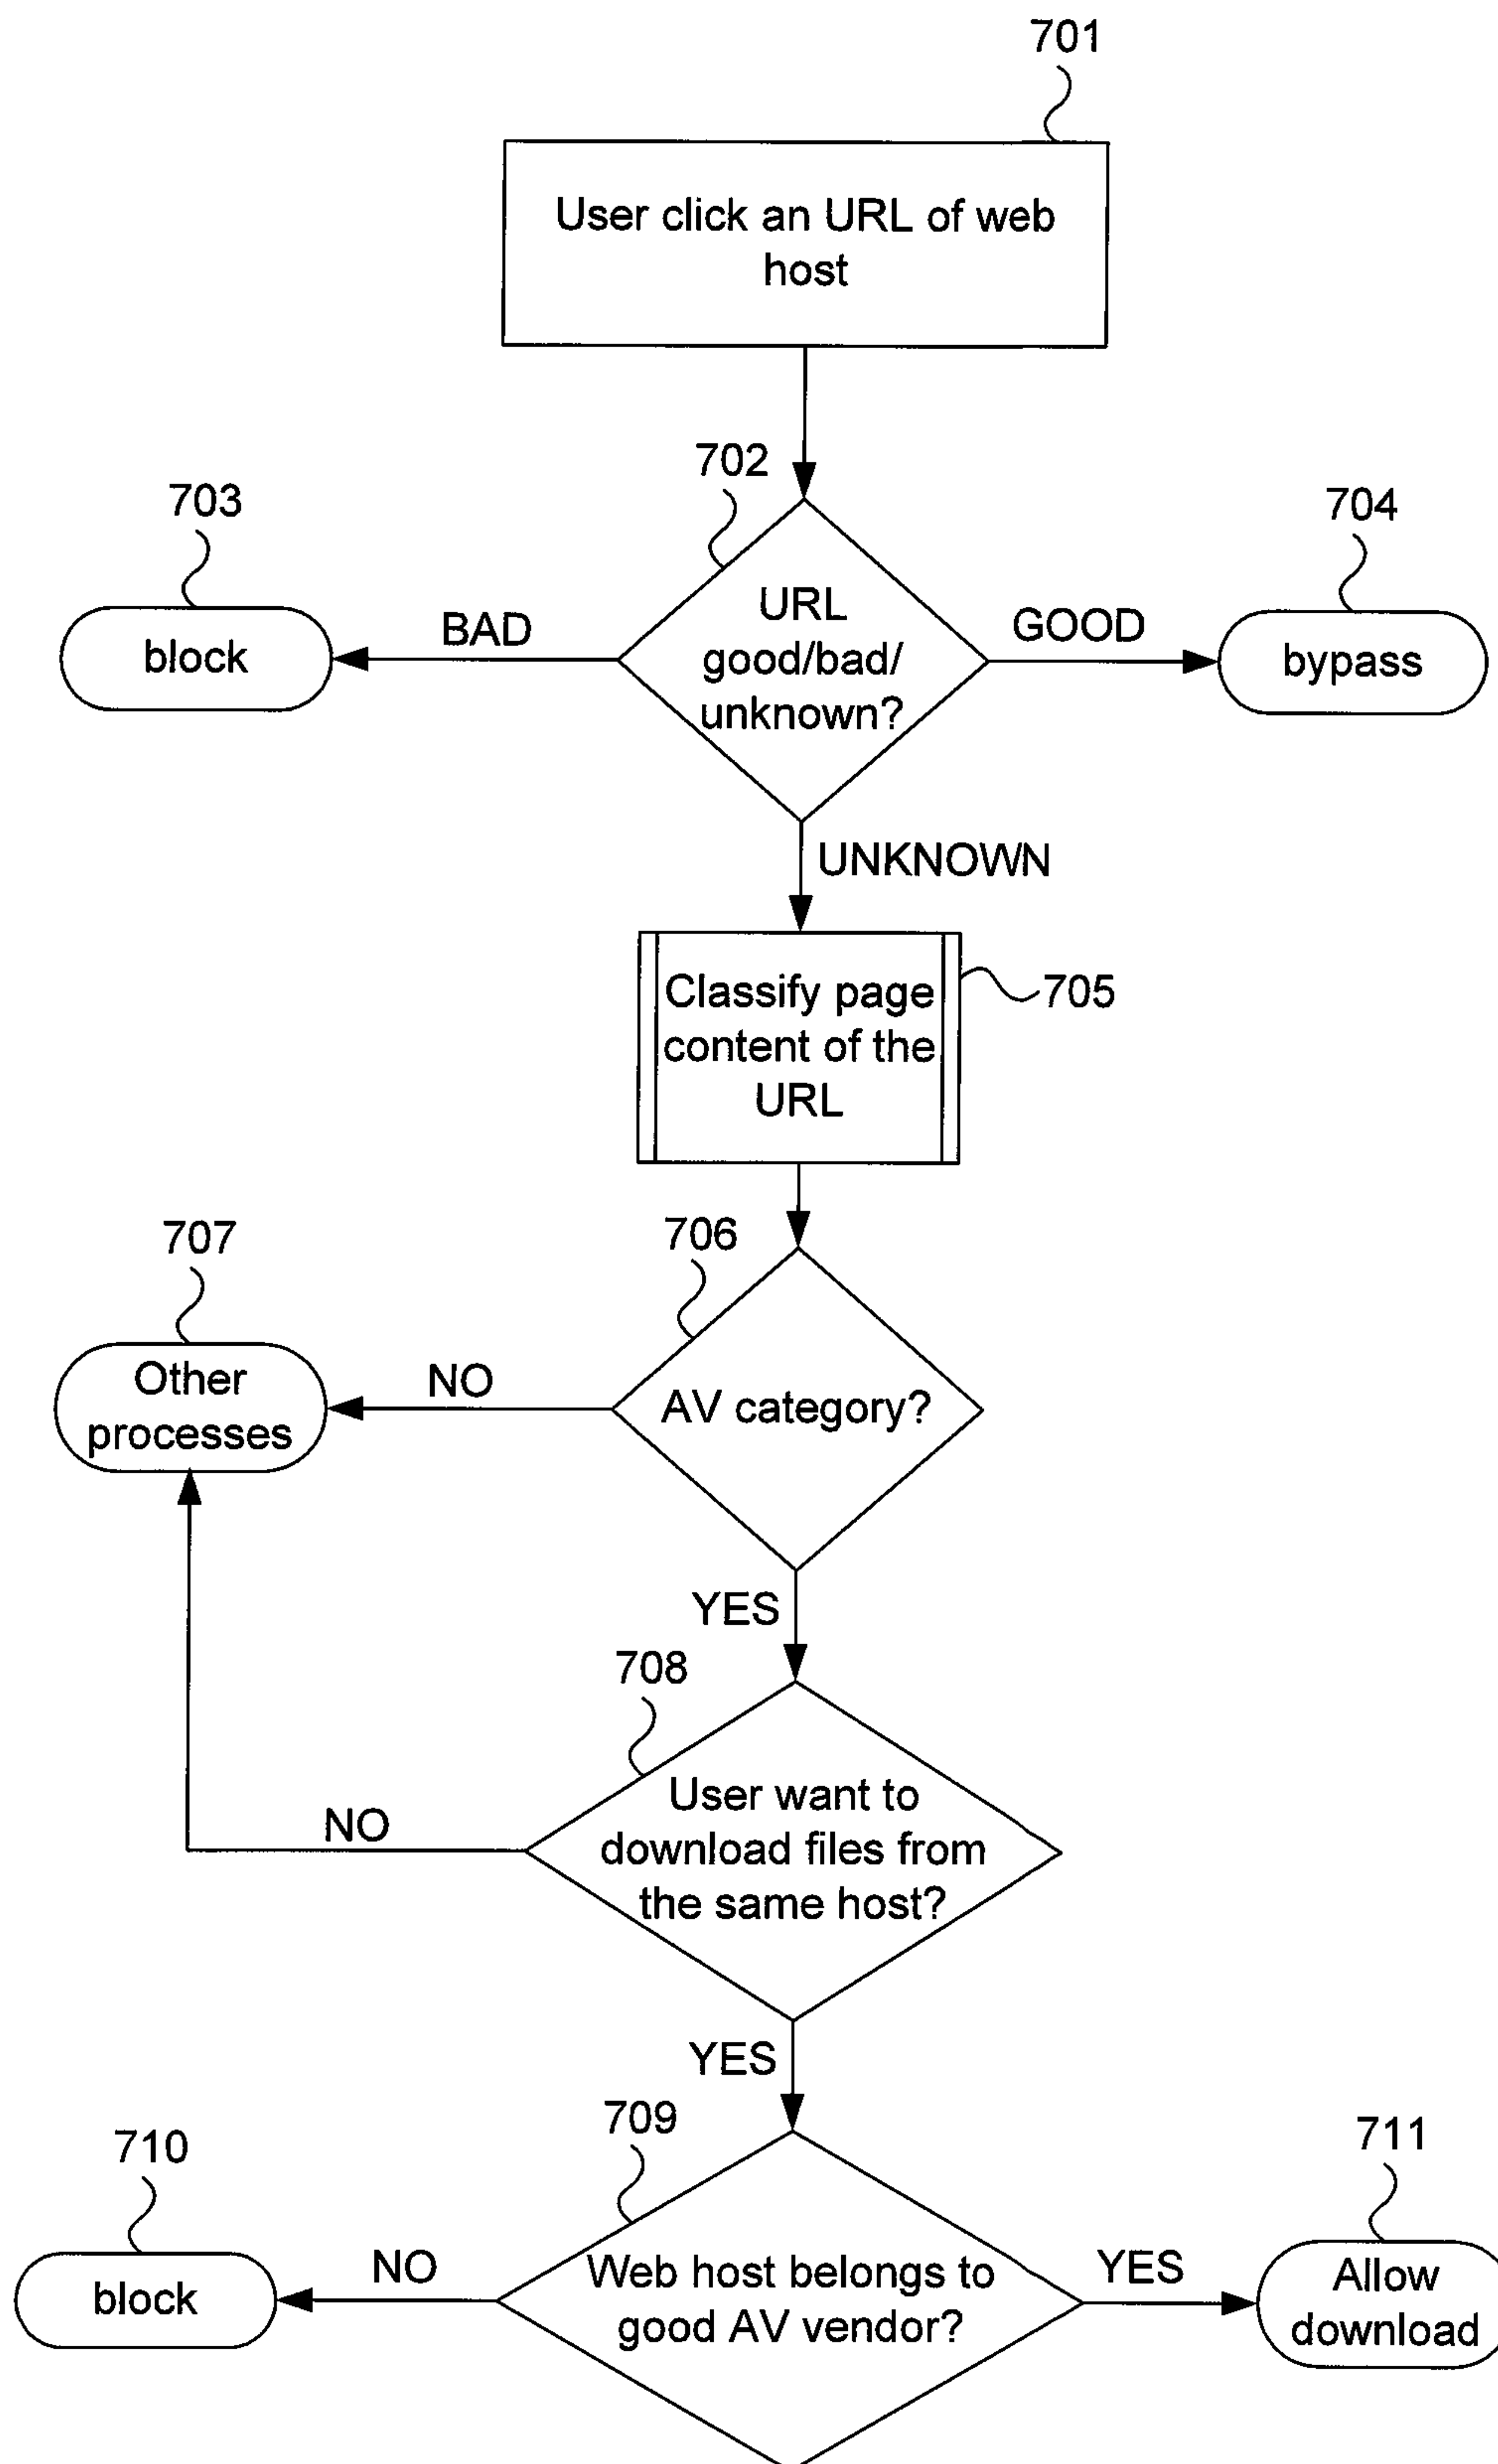 701
User click an URL of web
host
702
703
704
URL
good/bad/
unknown?
BAD
GOOD
block
bypass
UNKNOWN
Classify page
content of the
URL
705
706
707
AV category?
NO
Other
processes
YES
708
User want to
download files from
the same host?
NO
YES
709
710
711
Web host belongs to
good AV vendor?
NO
YES
block
Allow
download